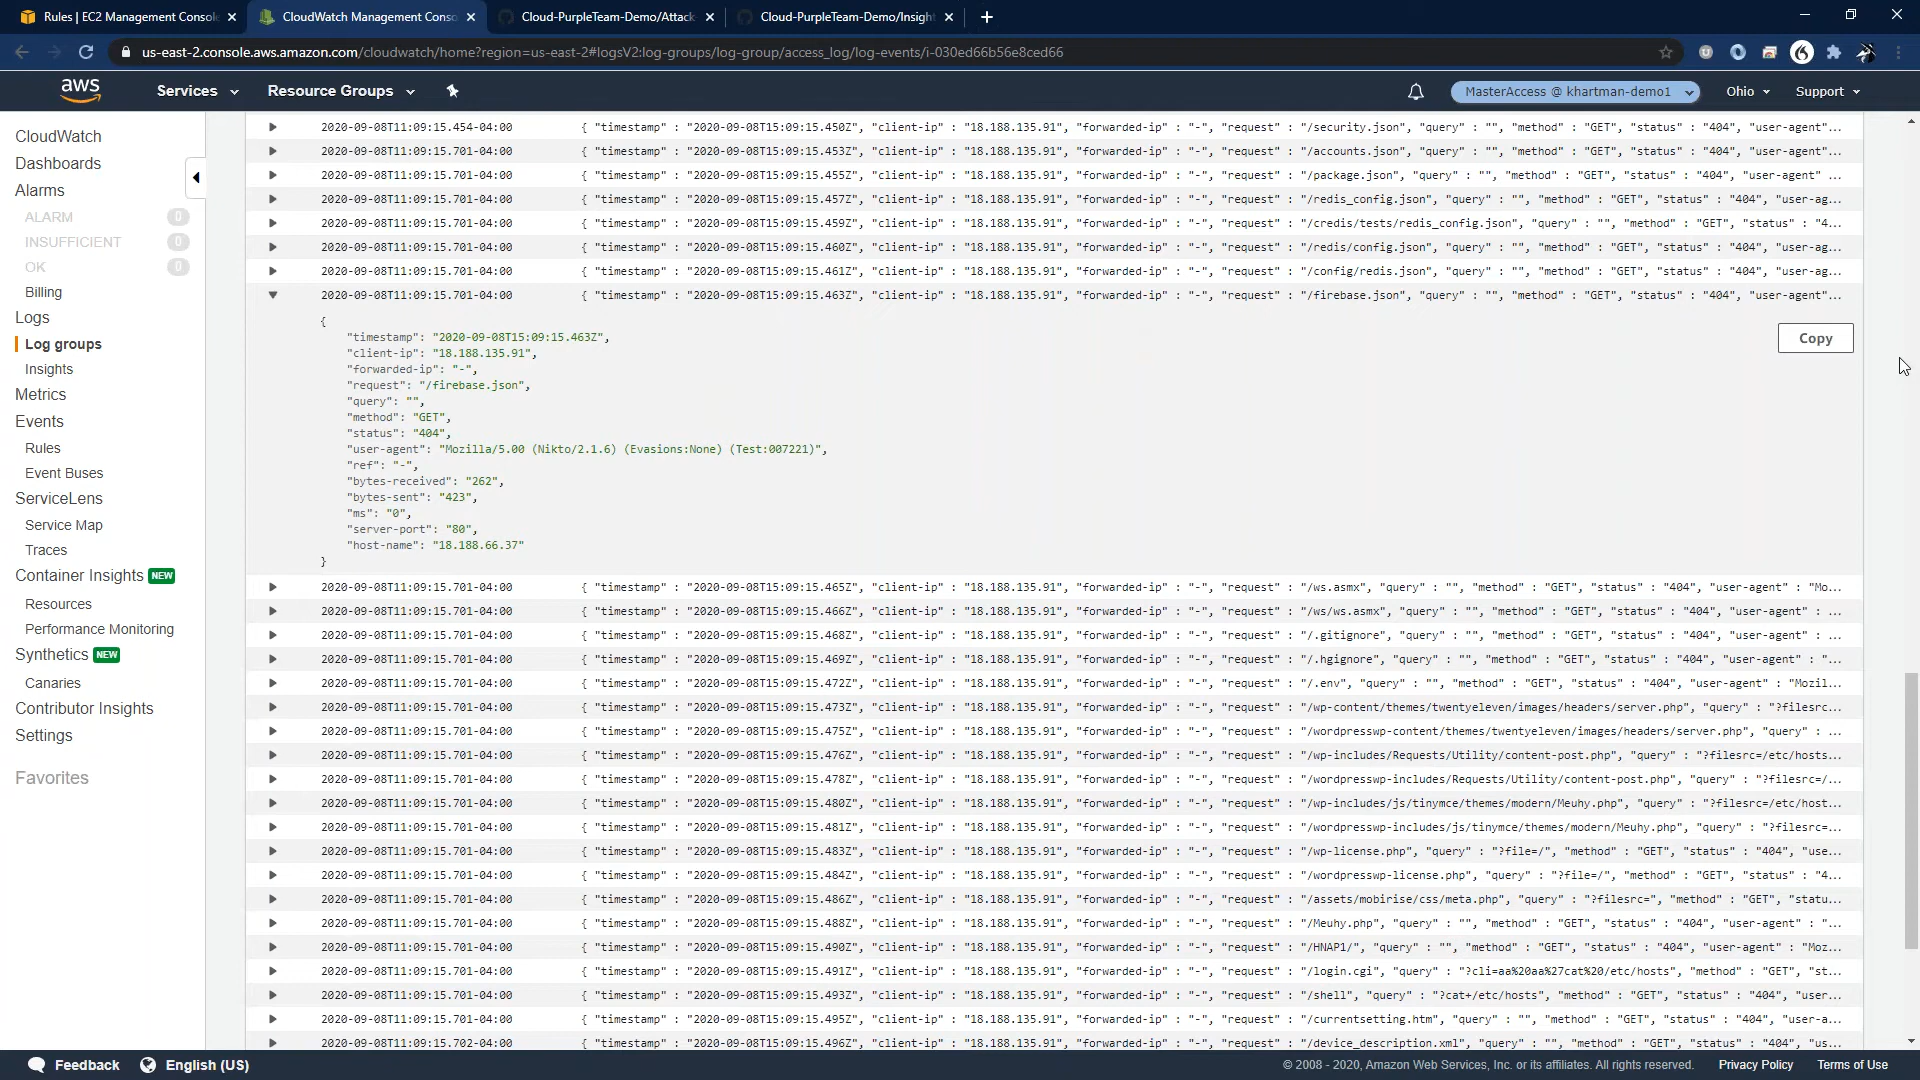 Rules | EC2 Management Console
CloudWatch Management Conso
Cloud-PurpleTeam-Demo/Attack
Cloud-PurpleTeam-Demo/Insight
us-east-2.console.aws.amazon.com/cloudwatch/home?region=us-east-2#logsV2:log-groups/log-group/access_log/log-events/i-030ed66b56e8ced66
aws
Services
Resource Groups
MasterAccess @ khartman-demo1
Ohio
Support
CloudWatch
Dashboards
Alarms
ALARM 0
INSUFFICIENT 0
OK 0
Billing
Logs
Log groups
Insights
Metrics
Events
Rules
Event Buses
ServiceLens
Service Map
Traces
Container Insights NEW
Resources
Performance Monitoring
Synthetics NEW
Canaries
Contributor Insights
Settings
Favorites
2020-09-08T11:09:15.454-04:00 { "timestamp" : "2020-09-08T15:09:15.450Z", "client-ip" : "18.188.135.91", "forwarded-ip" : "-", "request" : "/security.json", "query" : "", "method" : "GET", "status" : "404", "user-agent"...
2020-09-08T11:09:15.701-04:00 { "timestamp" : "2020-09-08T15:09:15.453Z", "client-ip" : "18.188.135.91", "forwarded-ip" : "-", "request" : "/accounts.json", "query" : "", "method" : "GET", "status" : "404", "user-agent"...
2020-09-08T11:09:15.701-04:00 { "timestamp" : "2020-09-08T15:09:15.455Z", "client-ip" : "18.188.135.91", "forwarded-ip" : "-", "request" : "/package.json", "query" : "", "method" : "GET", "status" : "404", "user-agent" ...
2020-09-08T11:09:15.701-04:00 { "timestamp" : "2020-09-08T15:09:15.457Z", "client-ip" : "18.188.135.91", "forwarded-ip" : "-", "request" : "/redis_config.json", "query" : "", "method" : "GET", "status" : "404", "user-ag...
2020-09-08T11:09:15.701-04:00 { "timestamp" : "2020-09-08T15:09:15.459Z", "client-ip" : "18.188.135.91", "forwarded-ip" : "-", "request" : "/credis/tests/redis_config.json", "query" : "", "method" : "GET", "status" : "4...
2020-09-08T11:09:15.701-04:00 { "timestamp" : "2020-09-08T15:09:15.460Z", "client-ip" : "18.188.135.91", "forwarded-ip" : "-", "request" : "/redis/config.json", "query" : "", "method" : "GET", "status" : "404", "user-ag...
2020-09-08T11:09:15.701-04:00 { "timestamp" : "2020-09-08T15:09:15.461Z", "client-ip" : "18.188.135.91", "forwarded-ip" : "-", "request" : "/config/redis.json", "query" : "", "method" : "GET", "status" : "404", "user-ag...
2020-09-08T11:09:15.701-04:00 { "timestamp" : "2020-09-08T15:09:15.463Z", "client-ip" : "18.188.135.91", "forwarded-ip" : "-", "request" : "/firebase.json", "query" : "", "method" : "GET", "status" : "404", "user-agent"...
{
"timestamp": "2020-09-08T15:09:15.463Z",
"client-ip": "18.188.135.91",
"forwarded-ip": "-",
"request": "/firebase.json",
"query": "",
"method": "GET",
"status": "404",
"user-agent": "Mozilla/5.00 (Nikto/2.1.6) (Evasions:None) (Test:007221)",
"ref": "-",
"bytes-received": "262",
"bytes-sent": "423",
"ms": "0",
"server-port": "80",
"host-name": "18.188.66.37"
}
Copy
2020-09-08T11:09:15.701-04:00 { "timestamp" : "2020-09-08T15:09:15.465Z", "client-ip" : "18.188.135.91", "forwarded-ip" : "-", "request" : "/ws.asmx", "query" : "", "method" : "GET", "status" : "404", "user-agent" : "Mo...
2020-09-08T11:09:15.701-04:00 { "timestamp" : "2020-09-08T15:09:15.466Z", "client-ip" : "18.188.135.91", "forwarded-ip" : "-", "request" : "/ws/ws.asmx", "query" : "", "method" : "GET", "status" : "404", "user-agent" : ...
2020-09-08T11:09:15.701-04:00 { "timestamp" : "2020-09-08T15:09:15.468Z", "client-ip" : "18.188.135.91", "forwarded-ip" : "-", "request" : "/.gitignore", "query" : "", "method" : "GET", "status" : "404", "user-agent" : ...
2020-09-08T11:09:15.701-04:00 { "timestamp" : "2020-09-08T15:09:15.469Z", "client-ip" : "18.188.135.91", "forwarded-ip" : "-", "request" : "/.hgignore", "query" : "", "method" : "GET", "status" : "404", "user-agent" : "...
2020-09-08T11:09:15.701-04:00 { "timestamp" : "2020-09-08T15:09:15.472Z", "client-ip" : "18.188.135.91", "forwarded-ip" : "-", "request" : "/.env", "query" : "", "method" : "GET", "status" : "404", "user-agent" : "Mozil...
2020-09-08T11:09:15.701-04:00 { "timestamp" : "2020-09-08T15:09:15.473Z", "client-ip" : "18.188.135.91", "forwarded-ip" : "-", "request" : "/wp-content/themes/twentyeleven/images/headers/server.php", "query" : "?filesrc...
2020-09-08T11:09:15.701-04:00 { "timestamp" : "2020-09-08T15:09:15.475Z", "client-ip" : "18.188.135.91", "forwarded-ip" : "-", "request" : "/wordpresswp-content/themes/twentyeleven/images/headers/server.php", "query" : ...
2020-09-08T11:09:15.701-04:00 { "timestamp" : "2020-09-08T15:09:15.476Z", "client-ip" : "18.188.135.91", "forwarded-ip" : "-", "request" : "/wp-includes/Requests/Utility/content-post.php", "query" : "?filesrc=/etc/hosts...
2020-09-08T11:09:15.701-04:00 { "timestamp" : "2020-09-08T15:09:15.478Z", "client-ip" : "18.188.135.91", "forwarded-ip" : "-", "request" : "/wordpresswp-includes/Requests/Utility/content-post.php", "query" : "?filesrc=/...
2020-09-08T11:09:15.701-04:00 { "timestamp" : "2020-09-08T15:09:15.480Z", "client-ip" : "18.188.135.91", "forwarded-ip" : "-", "request" : "/wp-includes/js/tinymce/themes/modern/Meuhy.php", "query" : "?filesrc=/etc/host...
2020-09-08T11:09:15.701-04:00 { "timestamp" : "2020-09-08T15:09:15.481Z", "client-ip" : "18.188.135.91", "forwarded-ip" : "-", "request" : "/wordpresswp-includes/js/tinymce/themes/modern/Meuhy.php", "query" : "?filesrc=...
2020-09-08T11:09:15.701-04:00 { "timestamp" : "2020-09-08T15:09:15.483Z", "client-ip" : "18.188.135.91", "forwarded-ip" : "-", "request" : "/wp-license.php", "query" : "?file=/", "method" : "GET", "status" : "404", "use...
2020-09-08T11:09:15.701-04:00 { "timestamp" : "2020-09-08T15:09:15.484Z", "client-ip" : "18.188.135.91", "forwarded-ip" : "-", "request" : "/wordpresswp-license.php", "query" : "?file=/", "method" : "GET", "status" : "4...
2020-09-08T11:09:15.701-04:00 { "timestamp" : "2020-09-08T15:09:15.486Z", "client-ip" : "18.188.135.91", "forwarded-ip" : "-", "request" : "/assets/mobirise/css/meta.php", "query" : "?filesrc=", "method" : "GET", "statu...
2020-09-08T11:09:15.701-04:00 { "timestamp" : "2020-09-08T15:09:15.488Z", "client-ip" : "18.188.135.91", "forwarded-ip" : "-", "request" : "/Meuhy.php", "query" : "", "method" : "GET", "status" : "404", "user-agent" : "...
2020-09-08T11:09:15.701-04:00 { "timestamp" : "2020-09-08T15:09:15.490Z", "client-ip" : "18.188.135.91", "forwarded-ip" : "-", "request" : "/HNAP1/", "query" : "", "method" : "GET", "status" : "404", "user-agent" : "Moz...
2020-09-08T11:09:15.701-04:00 { "timestamp" : "2020-09-08T15:09:15.491Z", "client-ip" : "18.188.135.91", "forwarded-ip" : "-", "request" : "/login.cgi", "query" : "?cli=aa%20aa%27cat%20/etc/hosts", "method" : "GET", "st...
2020-09-08T11:09:15.701-04:00 { "timestamp" : "2020-09-08T15:09:15.493Z", "client-ip" : "18.188.135.91", "forwarded-ip" : "-", "request" : "/shell", "query" : "?cat+/etc/hosts", "method" : "GET", "status" : "404", "user...
2020-09-08T11:09:15.701-04:00 { "timestamp" : "2020-09-08T15:09:15.495Z", "client-ip" : "18.188.135.91", "forwarded-ip" : "-", "request" : "/currentsetting.htm", "query" : "", "method" : "GET", "status" : "404", "user-a...
2020-09-08T11:09:15.702-04:00 { "timestamp" : "2020-09-08T15:09:15.496Z", "client-ip" : "18.188.135.91", "forwarded-ip" : "-", "request" : "/device_description.xml", "query" : "", "method" : "GET", "status" : "404", "us...
Feedback
English (US)
© 2008 - 2020, Amazon Web Services, Inc. or its affiliates. All rights reserved.
Privacy Policy
Terms of Use